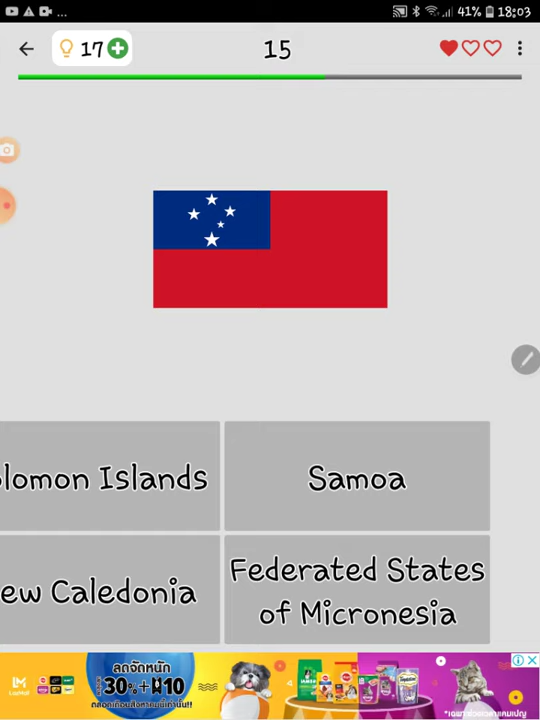 ... 41% 18:03
17 15
olomon Islands
Samoa
ew Caledonia
Federated States
of Micronesia
ลดจัดหนัก
30%+฿10